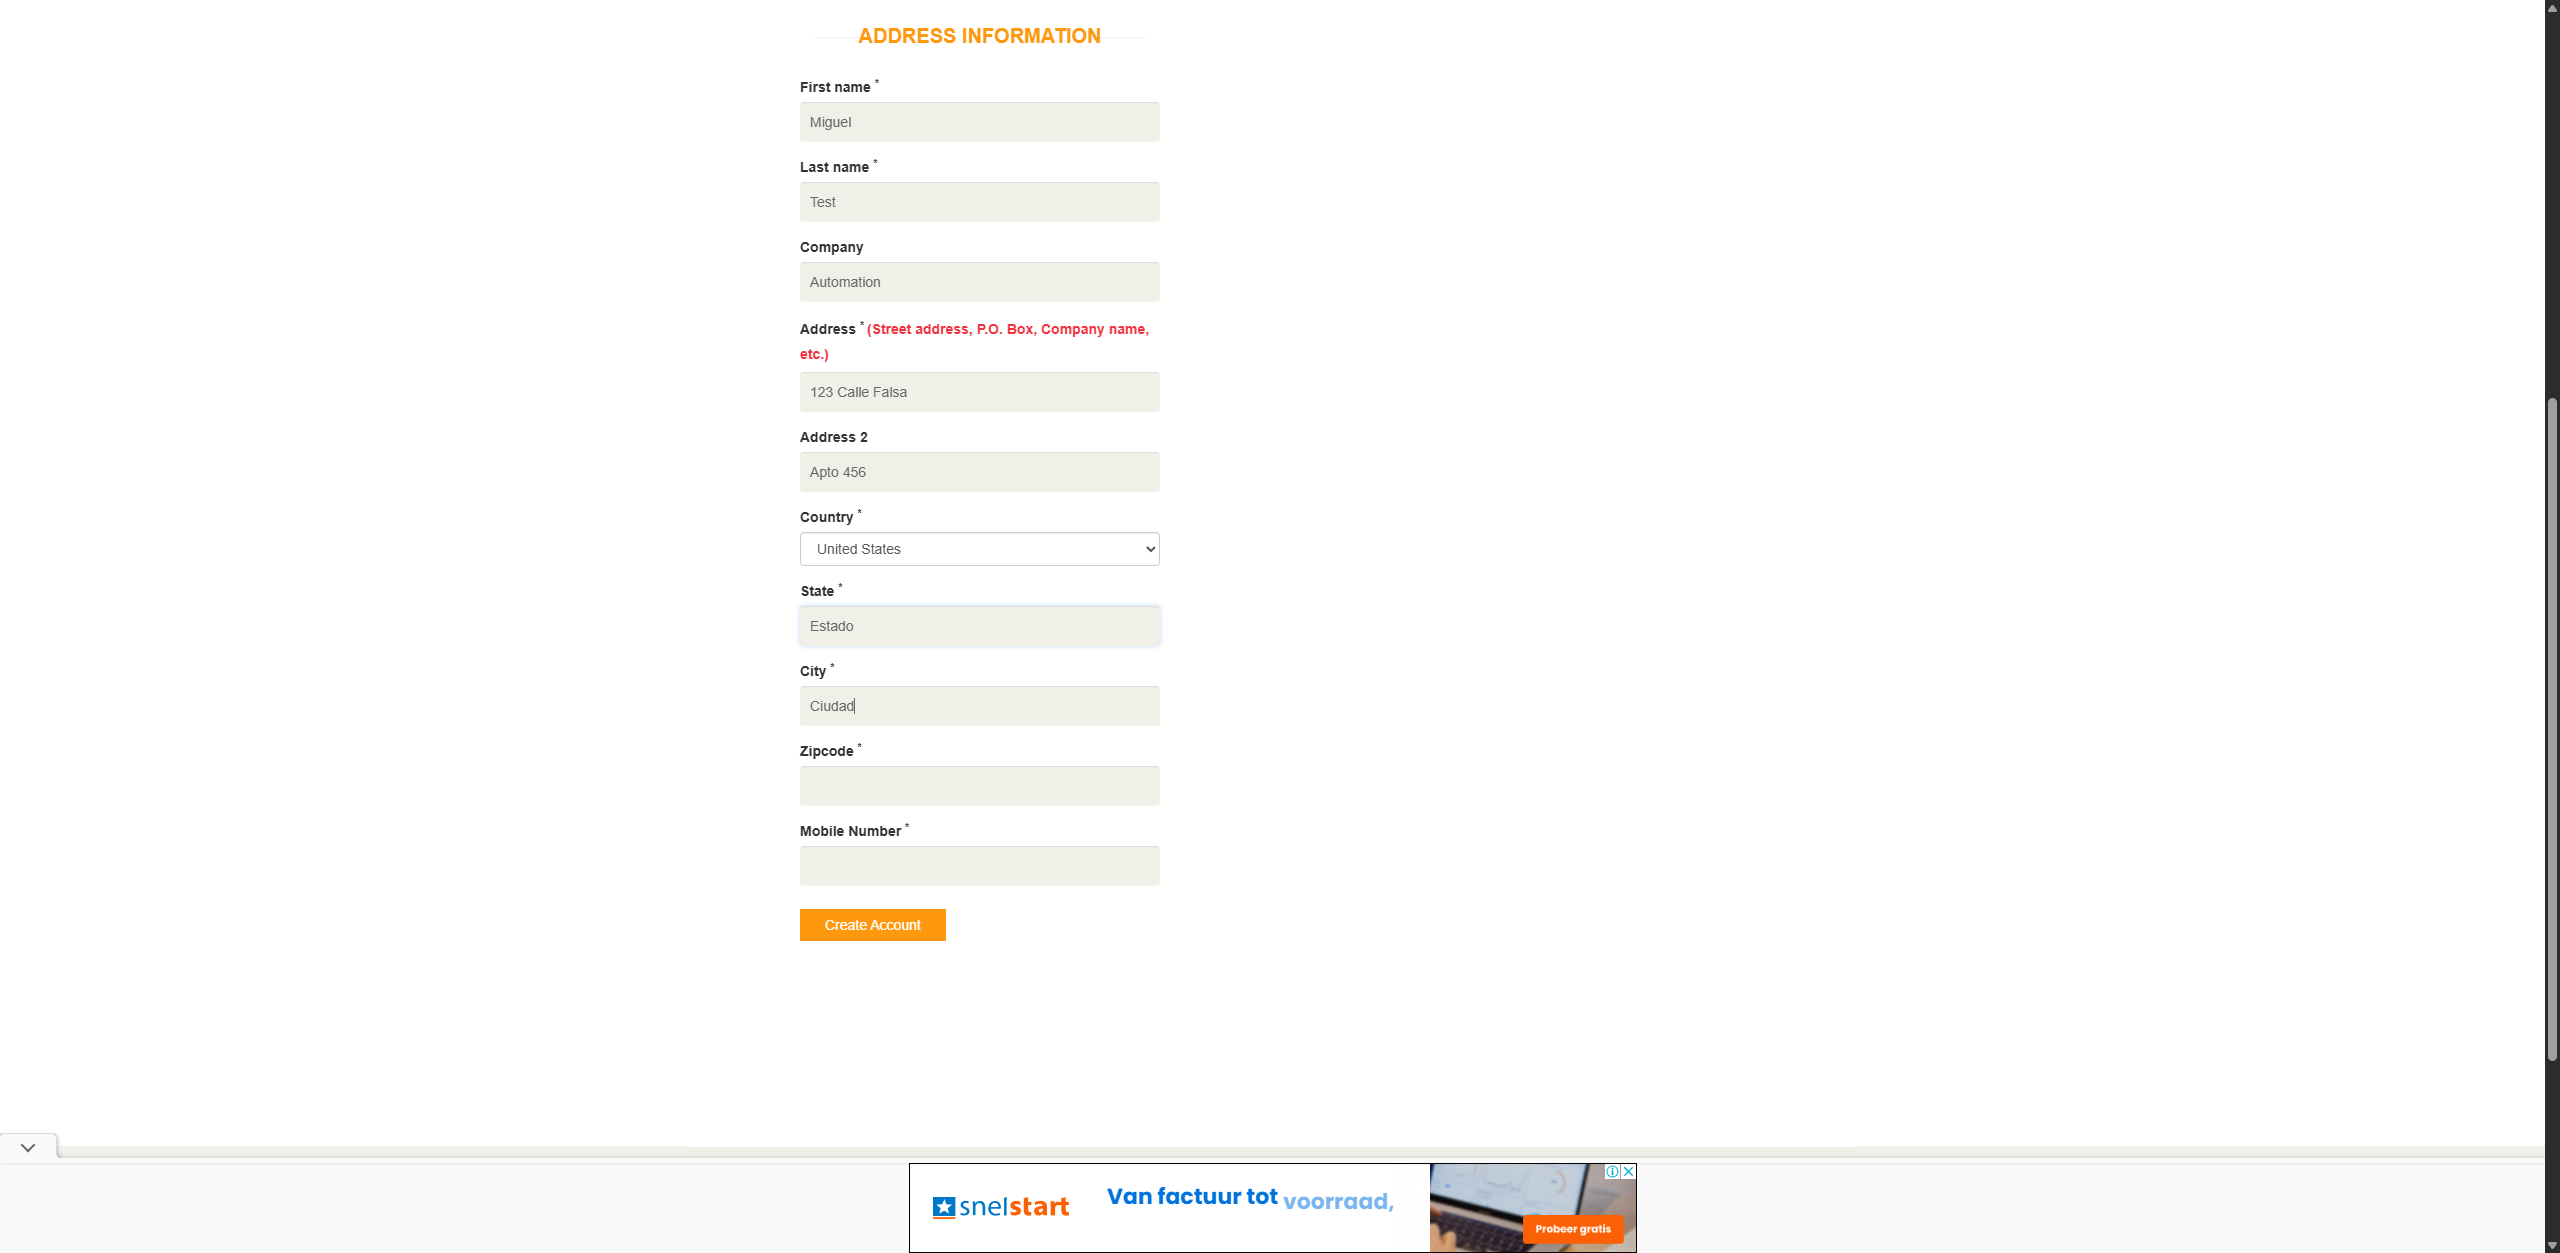 ADDRESS INFORMATION
First name *
Miguel
Last name *
Test
Company
Automation
Address * (Street address, P.O. Box, Company name,
etc.)
123 Calle Falsa
Address 2
Apto 456
Country *
United States
State *
Estado
City *
Ciudad
Zipcode *
Mobile Number *
Create Account
snelstart
Van factuur tot voorraad,
Probeer gratis